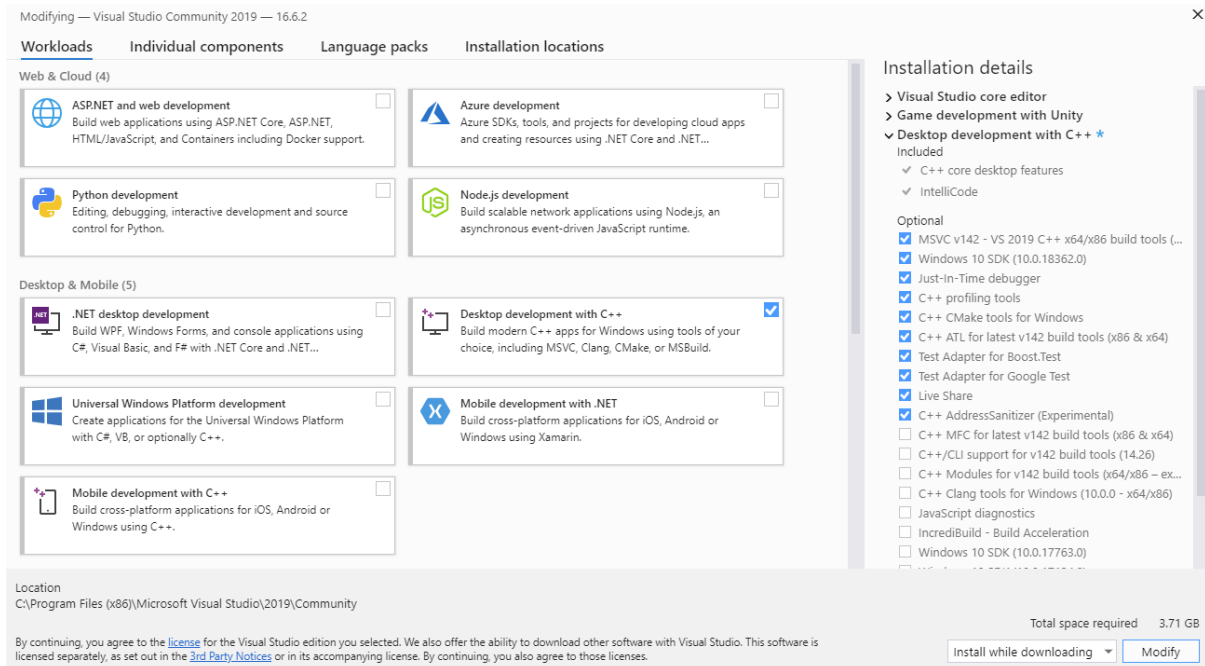 Modifying — Visual Studio Community 2019 — 16.6.2
Workloads
Individual components
Language packs
Installation locations
Web & Cloud (4)
ASP.NET and web development
Build web applications using ASP.NET Core, ASP.NET,
HTML/JavaScript, and Containers including Docker support.
Azure development
Azure SDKs, tools, and projects for developing cloud apps
and creating resources using .NET Core and .NET...
Python development
Editing, debugging, interactive development and source
control for Python.
Node.js development
Build scalable network applications using Node.js, an
asynchronous event-driven JavaScript runtime.
Desktop & Mobile (5)
.NET
.NET desktop development
Build WPF, Windows Forms, and console applications using
C#, Visual Basic, and F# with .NET Core and .NET...
Desktop development with C++
Build modern C++ apps for Windows using tools of your
choice, including MSVC, Clang, CMake, or MSBuild.
Universal Windows Platform development
Create applications for the Universal Windows Platform
with C#, VB, or optionally C++.
Mobile development with .NET
Build cross-platform applications for iOS, Android or
Windows using Xamarin.
Mobile development with C++
Build cross-platform applications for iOS, Android or
Windows using C++.
Installation details
Visual Studio core editor
Game development with Unity
Desktop development with C++ *
Included
C++ core desktop features
IntelliCode
Optional
MSVC v142 - VS 2019 C++ x64/x86 build tools (...
Windows 10 SDK (10.0.18362.0)
Just-In-Time debugger
C++ profiling tools
C++ CMake tools for Windows
C++ ATL for latest v142 build tools (x86 & x64)
Test Adapter for Boost.Test
Test Adapter for Google Test
Live Share
C++ AddressSanitizer (Experimental)
C++ MFC for latest v142 build tools (x86 & x64)
C++/CLI support for v142 build tools (14.26)
C++ Modules for v142 build tools (x64/x86 – ex...
C++ Clang tools for Windows (10.0.0 - x64/x86)
JavaScript diagnostics
IncrediBuild - Build Acceleration
Windows 10 SDK (10.0.17763.0)
Location
C:\Program Files (x86)\Microsoft Visual Studio\2019\Community
By continuing, you agree to the license for the Visual Studio edition you selected. We also offer the ability to download other software with Visual Studio. This software is
licensed separately, as set out in the 3rd Party Notices or in its accompanying license. By continuing, you also agree to those licenses.
Total space required 3.71 GB
Install while downloading
Modify